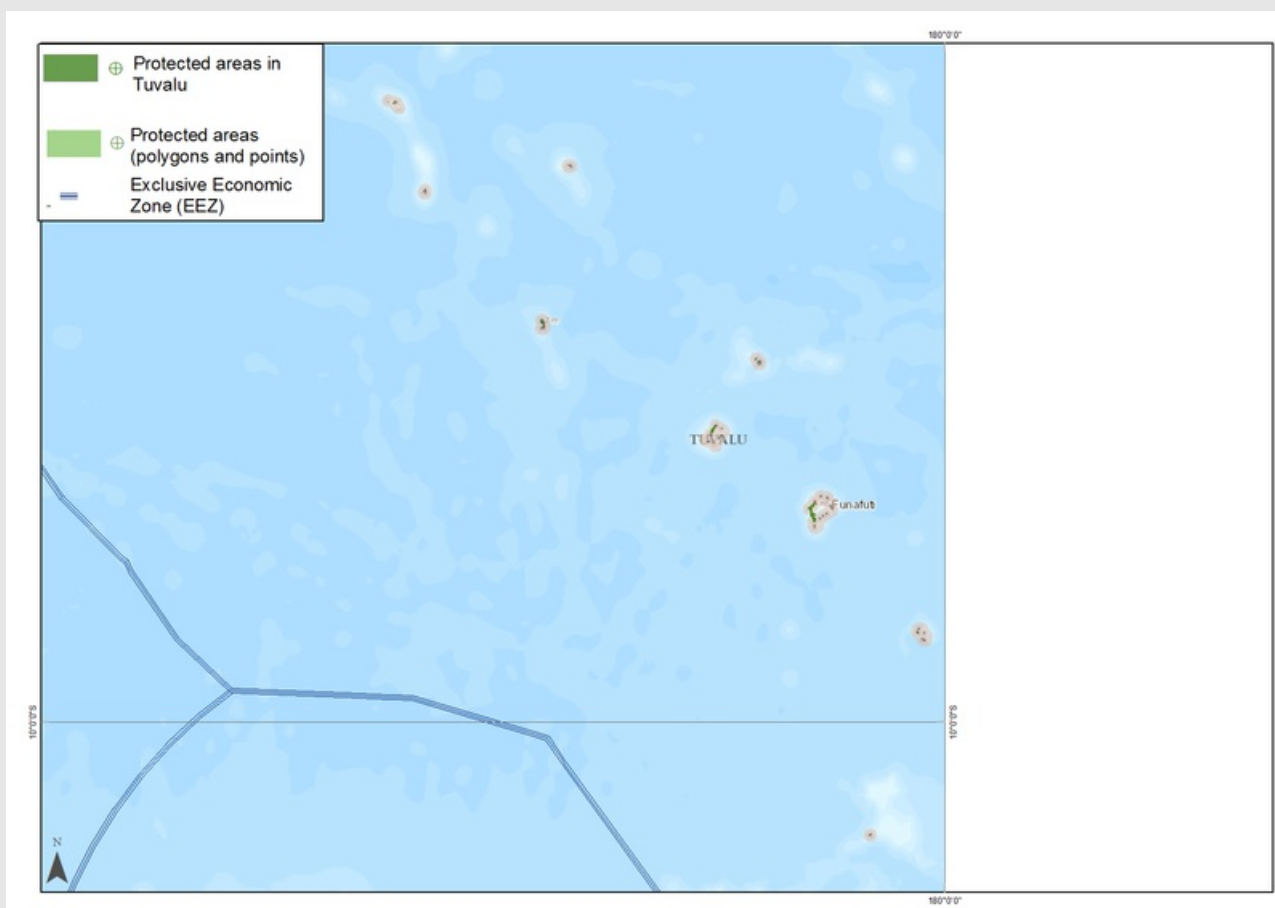 180°0'0"
Protected areas in
Tuvalu
Protected areas
(polygons and points)
Exclusive Economic
Zone (EEZ)
TUVALU
Funafuti
10°0'0"S
10°0'0"S
N
180°0'0"